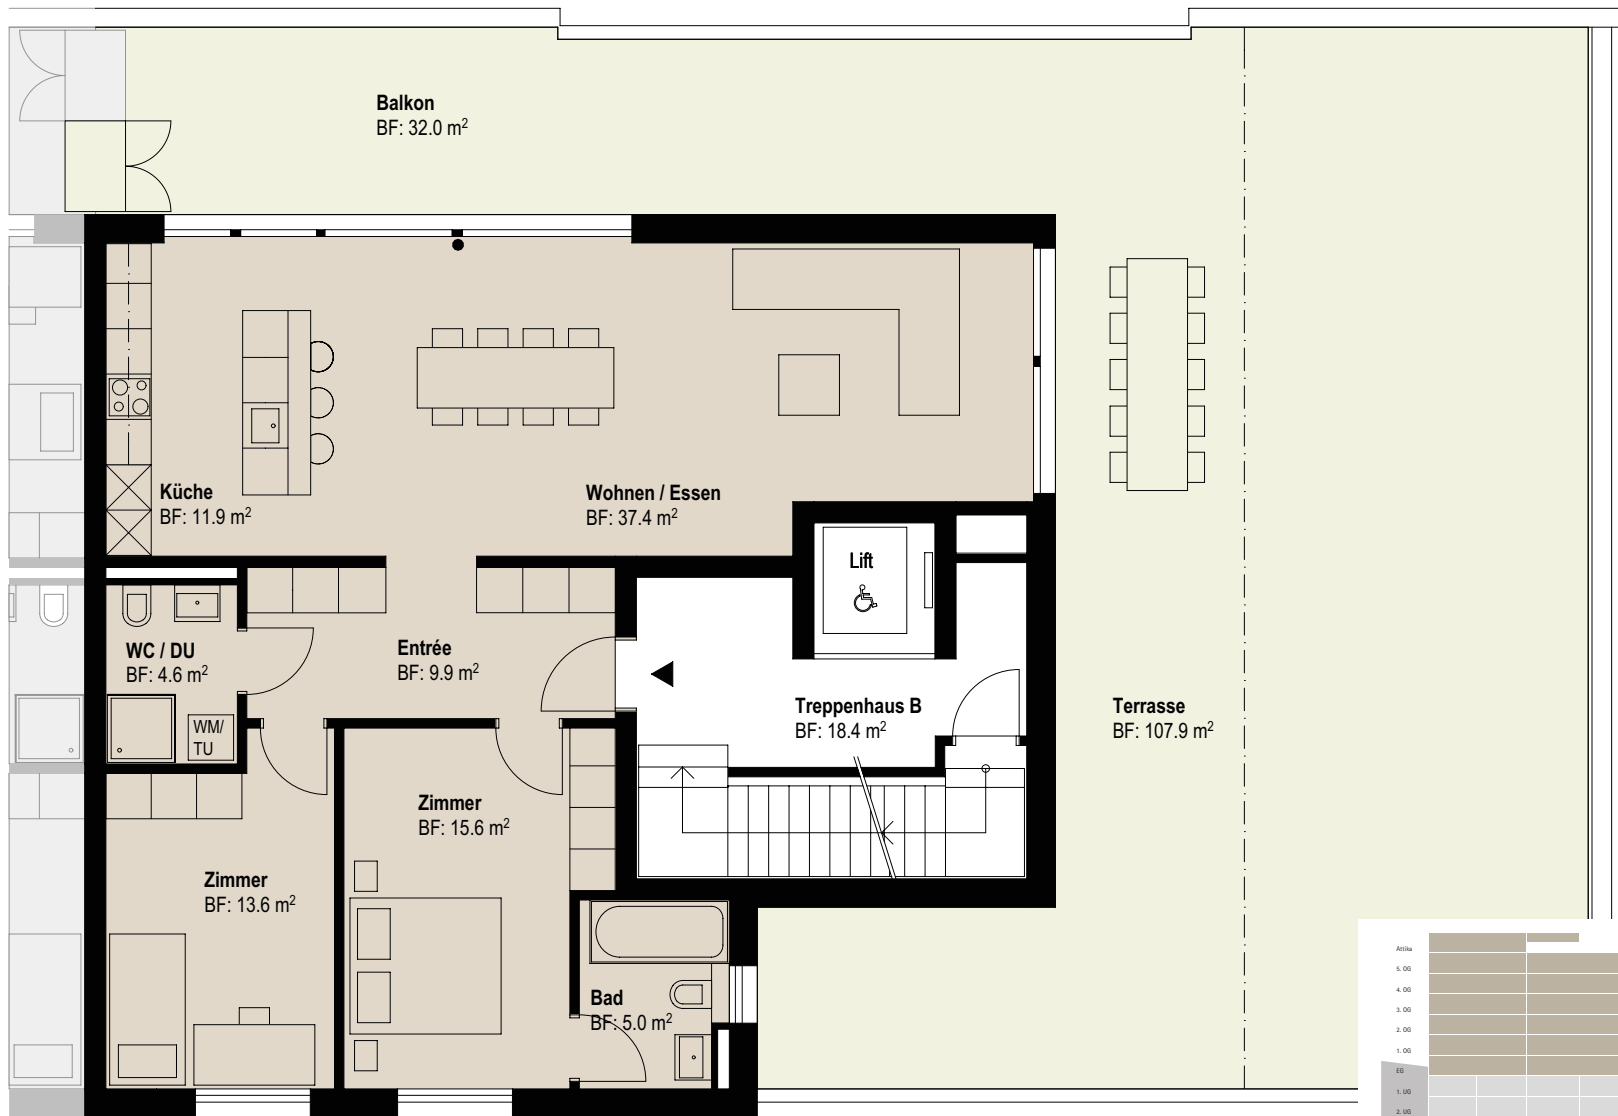 Balkon
BF: 32.0 m²
Küche
BF: 11.9 m²
Wohnen / Essen
BF: 37.4 m²
Lift
WC / DU
BF: 4.6 m²
Entrée
BF: 9.9 m²
WM/
TU
Treppenhaus B
BF: 18.4 m²
Terrasse
BF: 107.9 m²
Zimmer
BF: 15.6 m²
Zimmer
BF: 13.6 m²
Bad
BF: 5.0 m²
Attika
5. OG
4. OG
3. OG
2. OG
1. OG
EG
1. UG
2. UG